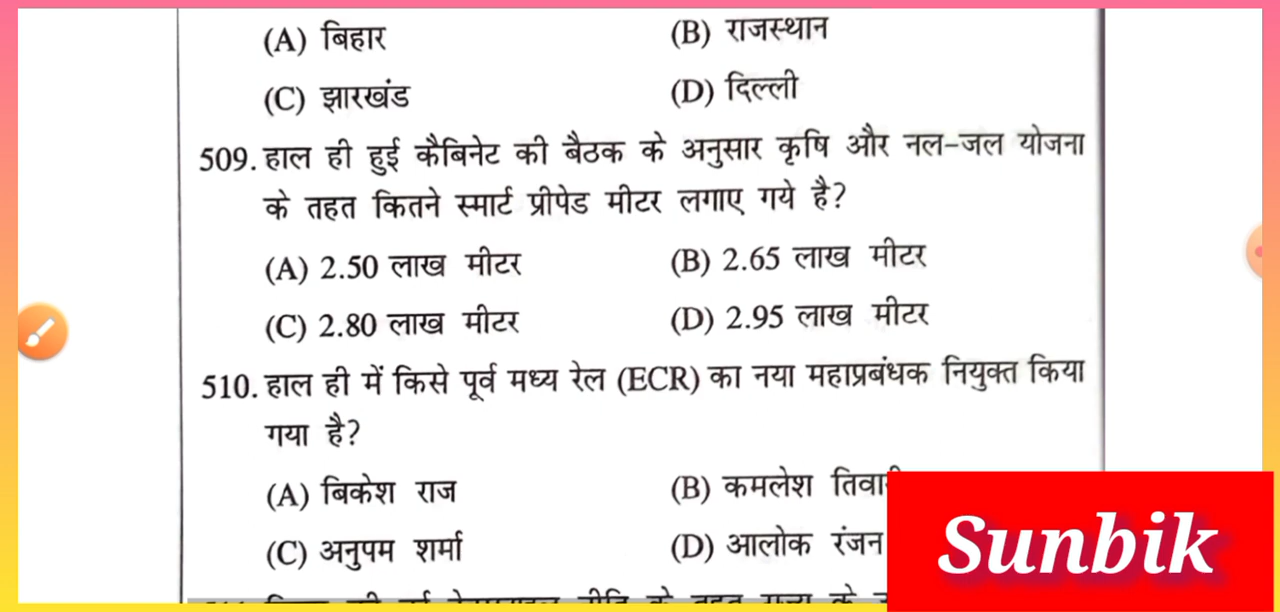 (A) बिहार (B) राजस्थान
(C) झारखंड (D) दिल्ली
509. हाल ही हुई कैबिनेट की बैठक के अनुसार कृषि और नल-जल योजना
के तहत कितने स्मार्ट प्रीपेड मीटर लगाए गये है?
(A) 2.50 लाख मीटर (B) 2.65 लाख मीटर
(C) 2.80 लाख मीटर (D) 2.95 लाख मीटर
510. हाल ही में किसे पूर्व मध्य रेल (ECR) का नया महाप्रबंधक नियुक्त किया
गया है?
(A) बिकेश राज (B) कमलेश
(C) अनुपम शर्मा (D) आलोक रंजन
Sunbik